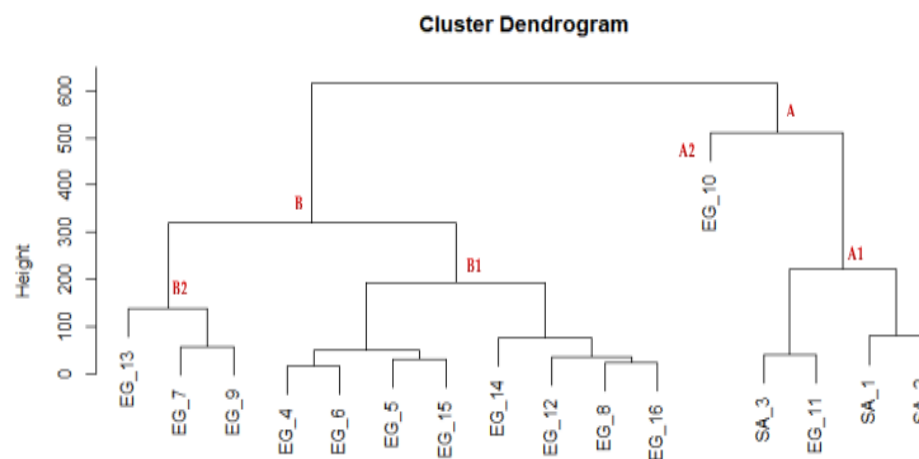 Cluster Dendrogram
Height
600
500
400
300
200
100
0
A
A2
EG_10
B
A1
B1
B2
EG_13
EG_7
EG_9
EG_4
EG_6
EG_5
EG_15
EG_14
EG_12
EG_8
EG_16
SA_3
EG_11
SA_1